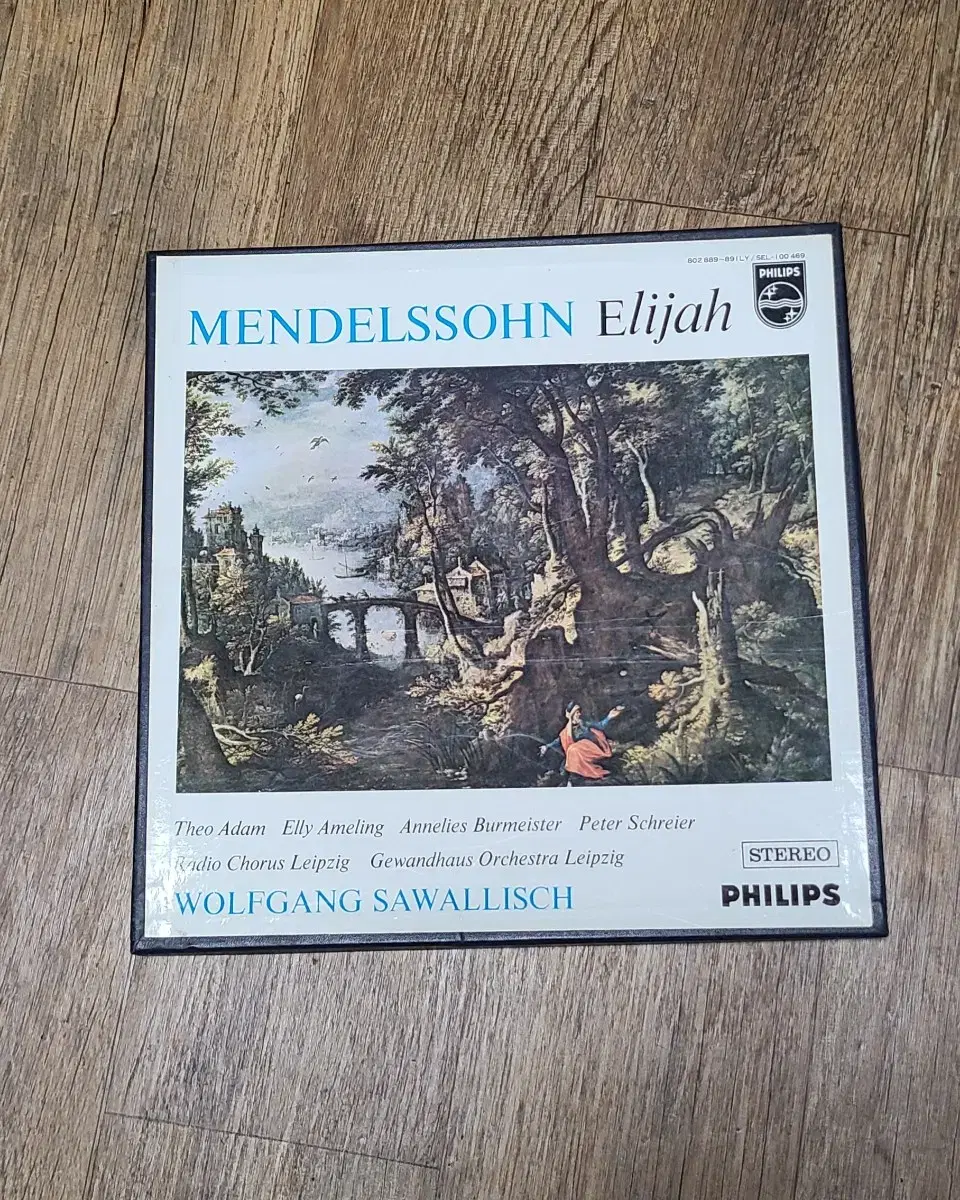 802 889-891 LY / SEL-100 469
PHILIPS
MENDELSSOHN Elijah
Theo Adam Elly Ameling Annelies Burmeister Peter Schreier
Radio Chorus Leipzig Gewandhaus Orchestra Leipzig
STEREO
WOLFGANG SAWALLISCH
PHILIPS